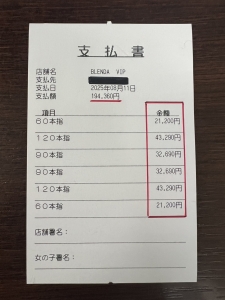 支払書
店舗名 BLENDA VIP
支払先
支払日 2025年08月11日
支払額 194,360円
項目 金額
60本指 21,200円
120本指 43,290円
90本指 32,690円
90本指 32,690円
120本指 43,290円
60本指 21,200円
店舗署名：
女の子署名：